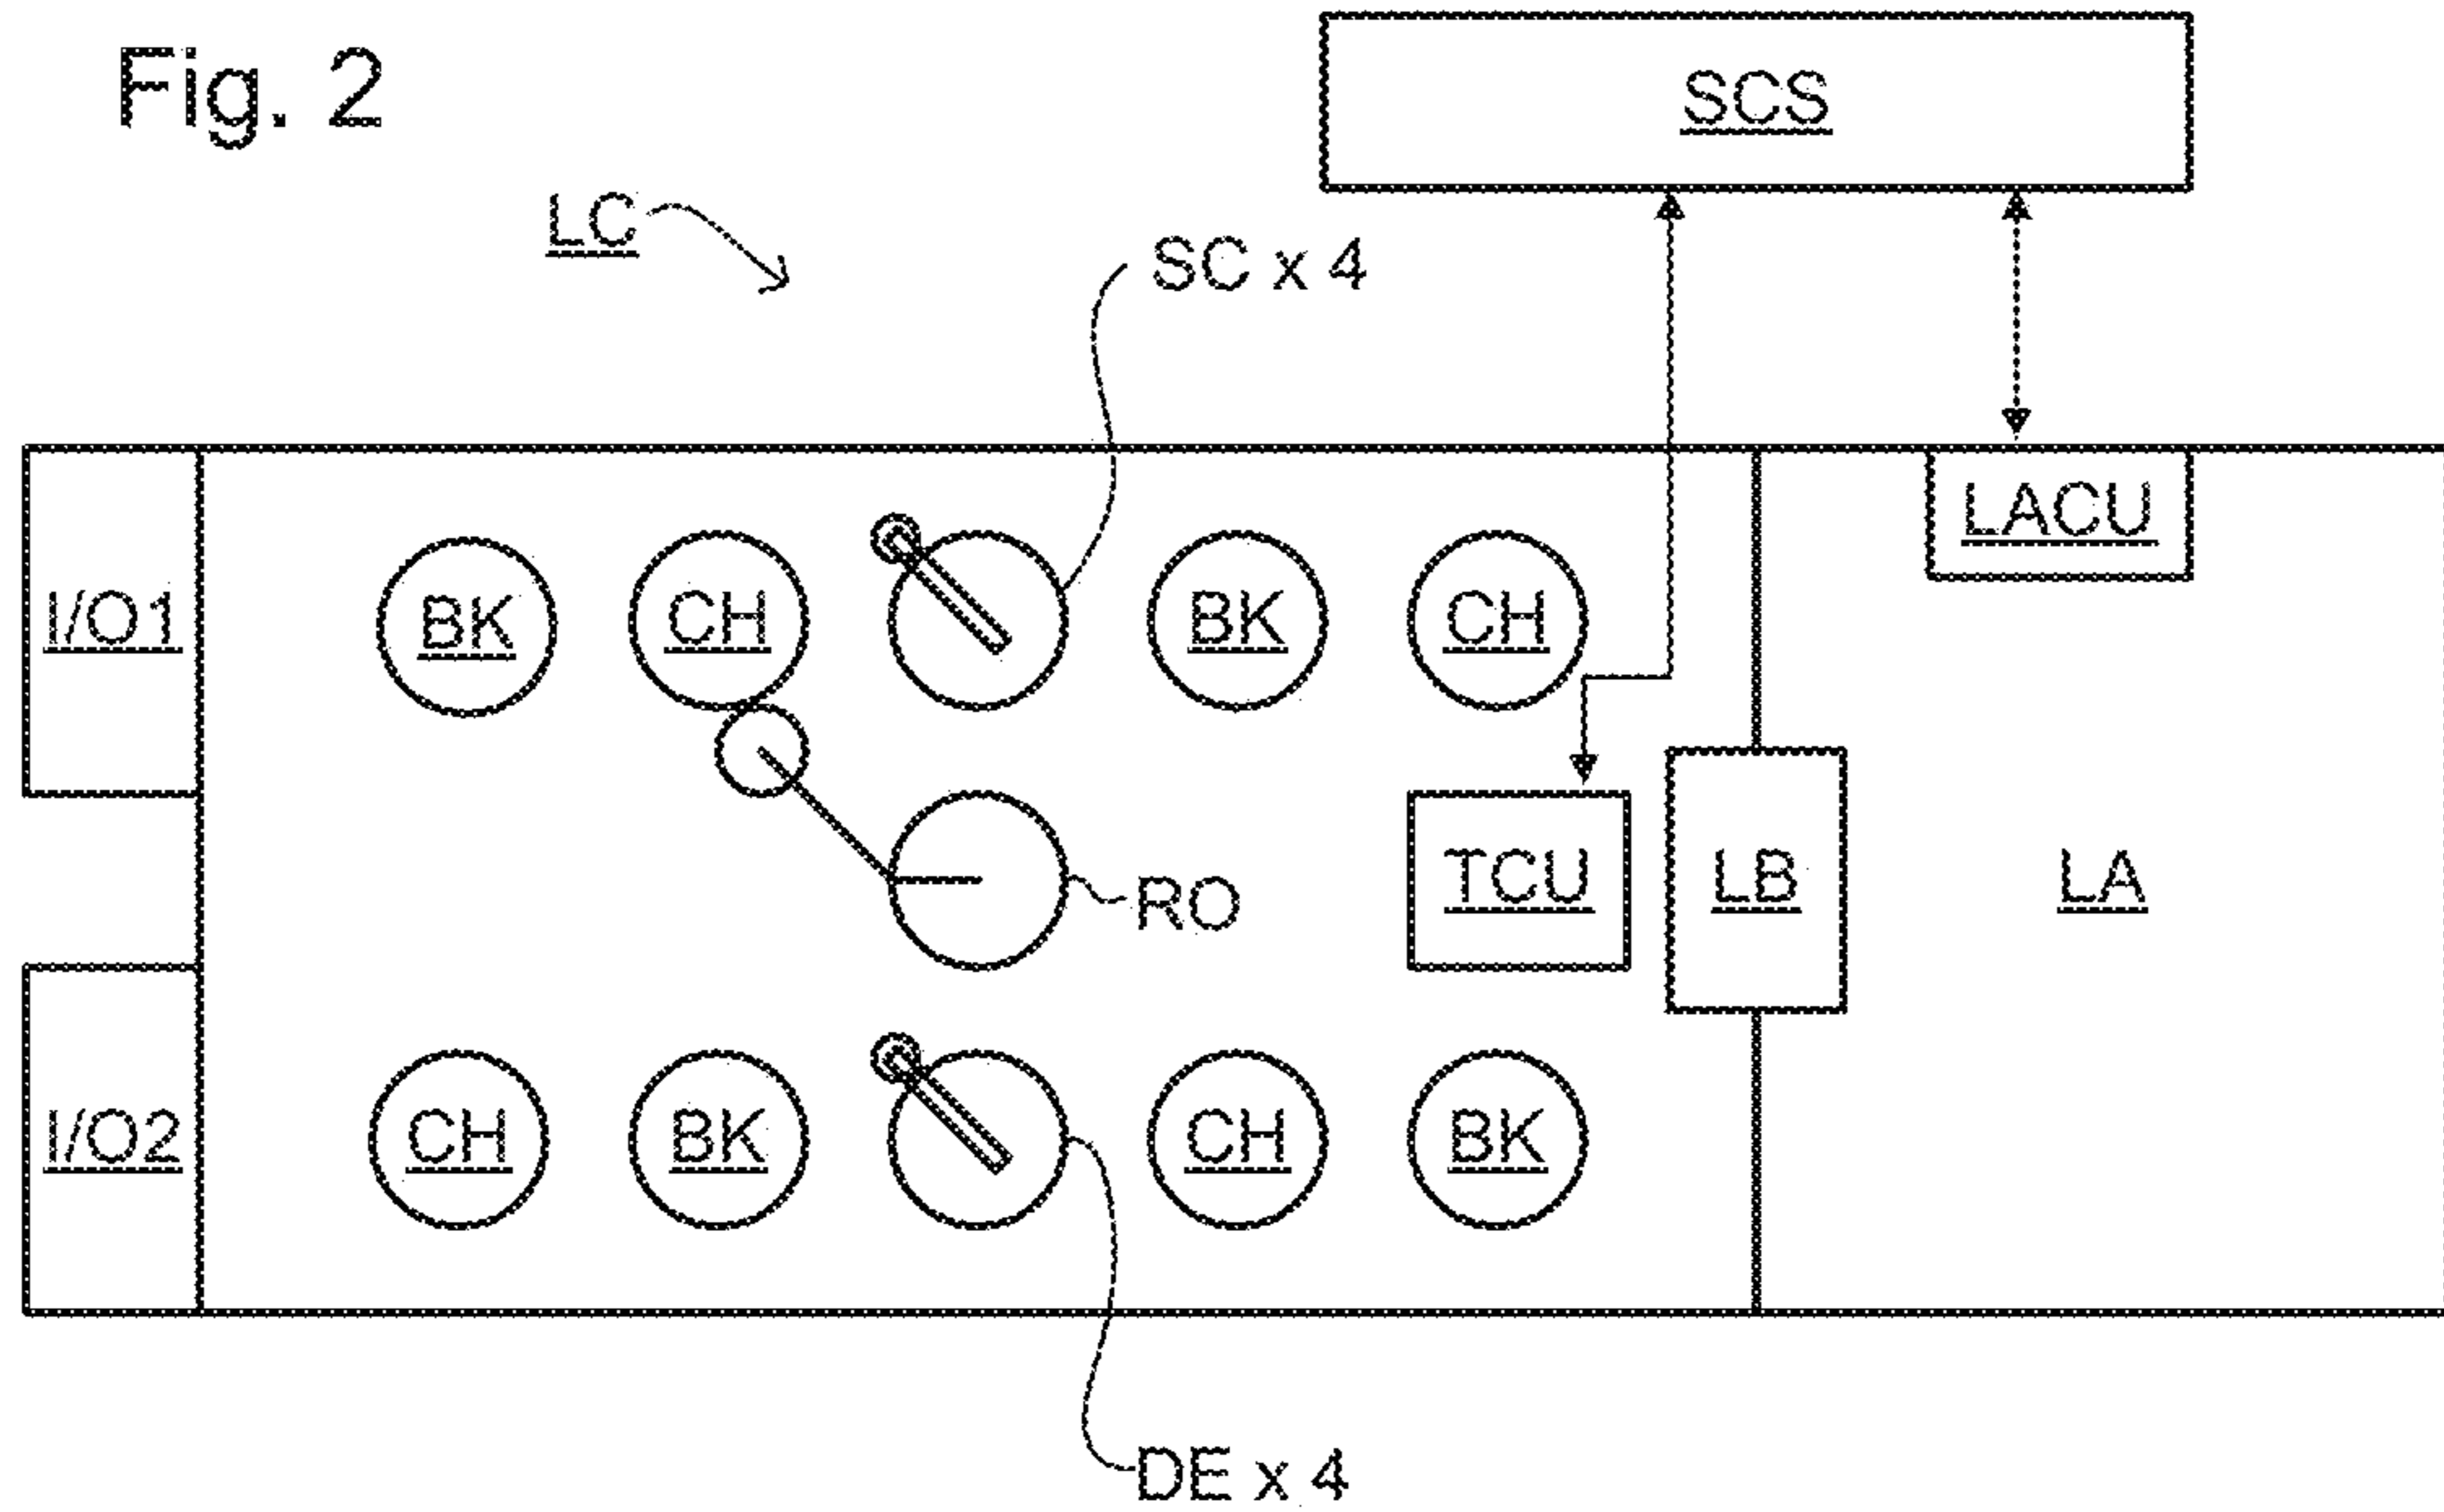 Fig. 2
SCS
LC
SC x 4
LACU
I/O1
BK
CH
BK
CH
RO
TCU
LB
LA
I/O2
CH
BK
CH
BK
DE x 4